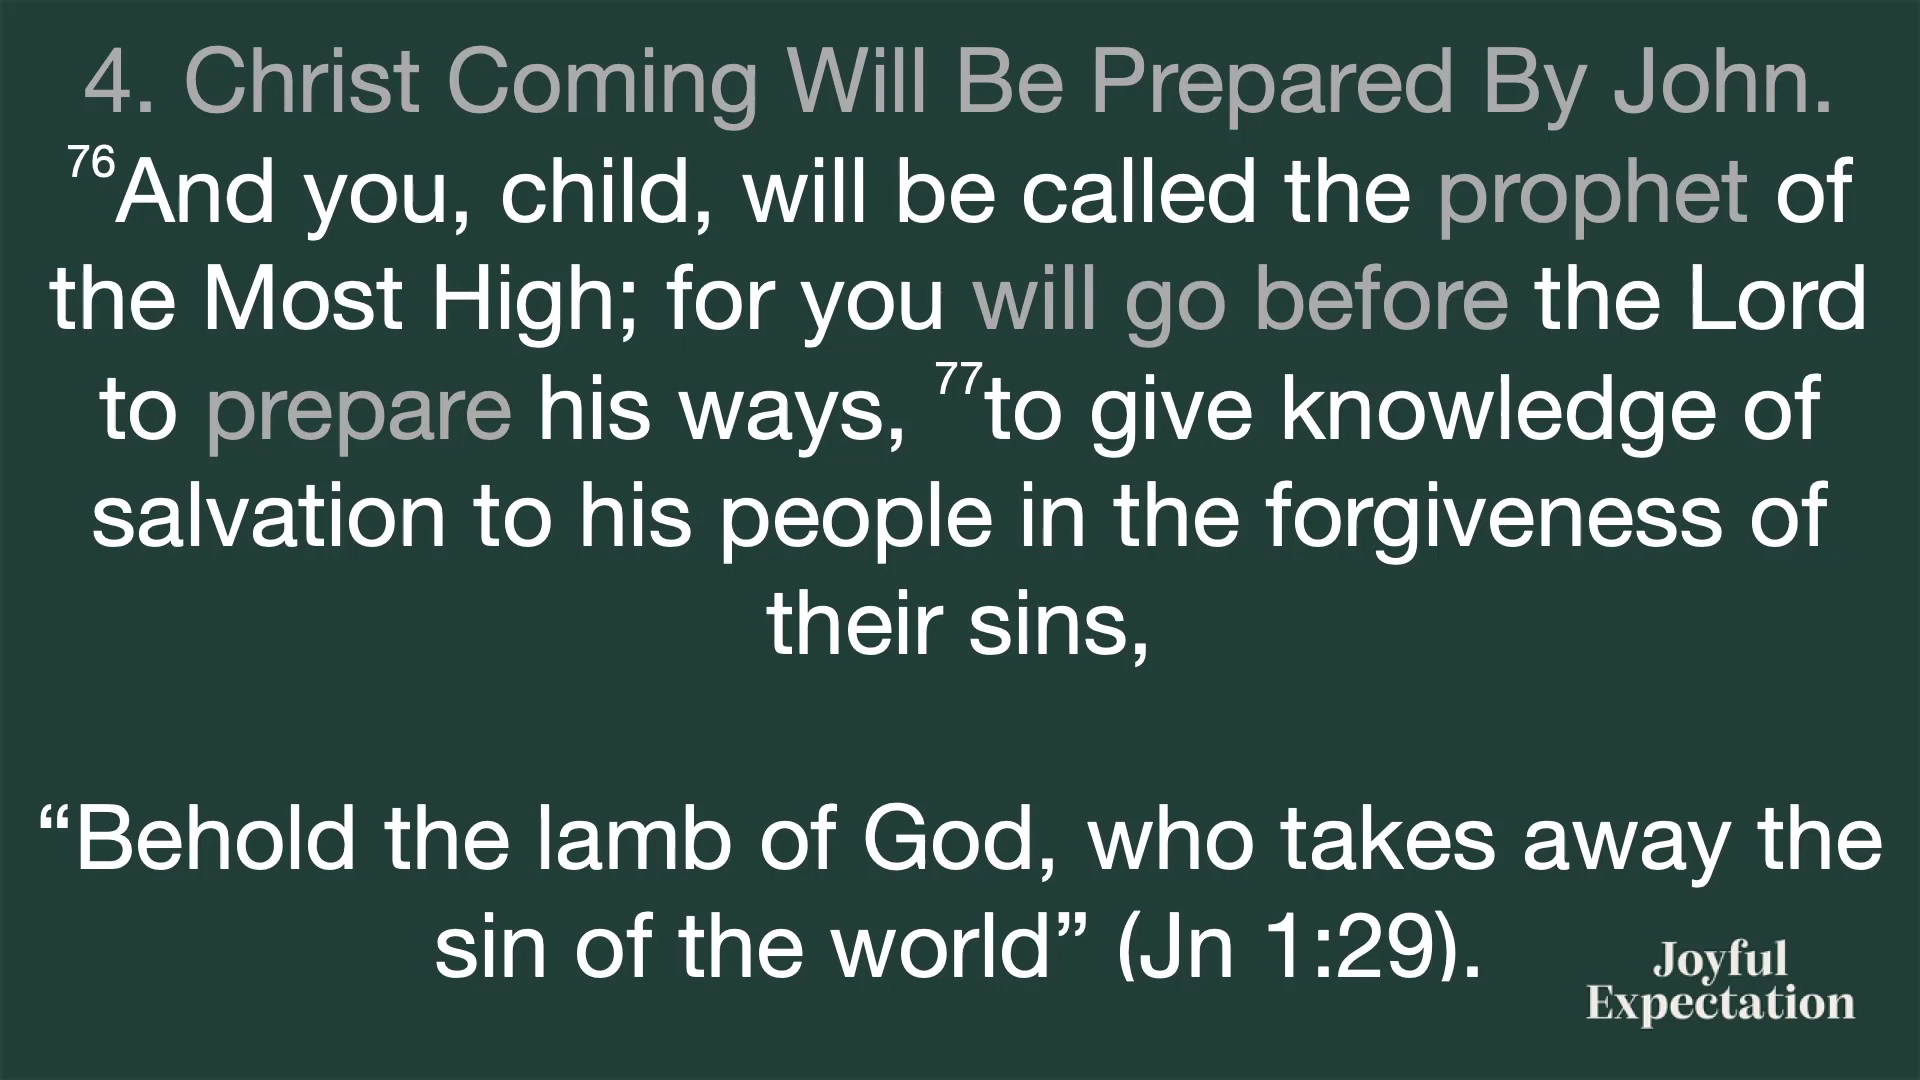 4. Christ Coming Will Be Prepared By John.
76And you, child, will be called the prophet of
the Most High; for you will go before the Lord
to prepare his ways, 77to give knowledge of
salvation to his people in the forgiveness of
their sins,
“Behold the lamb of God, who takes away the
sin of the world” (Jn 1:29).
Joyful
Expectation